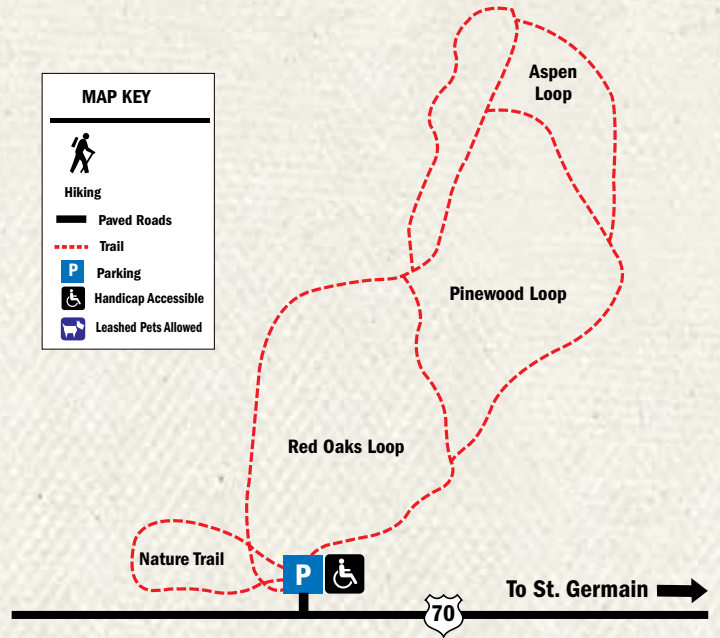 MAP KEY
Hiking
Paved Roads
Trail
P
Parking
Handicap Accessible
Leashed Pets Allowed
Aspen
Loop
Pinewood Loop
Red Oaks Loop
Nature Trail
P
To St. Germain
70